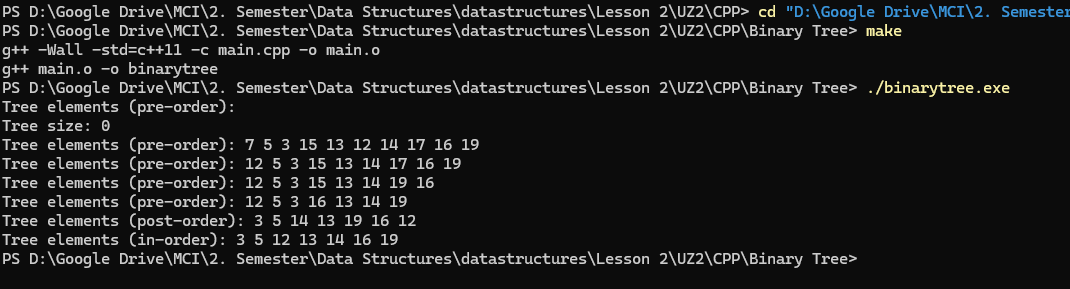 PS D:\Google Drive\MCI\2. Semester\Data Structures\datastructures\Lesson 2\UZ2\CPP> cd "D:\Google Drive\MCI\2. Semester
PS D:\Google Drive\MCI\2. Semester\Data Structures\datastructures\Lesson 2\UZ2\CPP\Binary Tree> make
g++ -Wall -std=c++11 -c main.cpp -o main.o
g++ main.o -o binarytree
PS D:\Google Drive\MCI\2. Semester\Data Structures\datastructures\Lesson 2\UZ2\CPP\Binary Tree> ./binarytree.exe
Tree elements (pre-order):
Tree size: 0
Tree elements (pre-order): 7 5 3 15 13 12 14 17 16 19
Tree elements (pre-order): 12 5 3 15 13 14 17 16 19
Tree elements (pre-order): 12 5 3 15 13 14 19 16
Tree elements (pre-order): 12 5 3 16 13 14 19
Tree elements (post-order): 3 5 14 13 19 16 12
Tree elements (in-order): 3 5 12 13 14 16 19
PS D:\Google Drive\MCI\2. Semester\Data Structures\datastructures\Lesson 2\UZ2\CPP\Binary Tree>